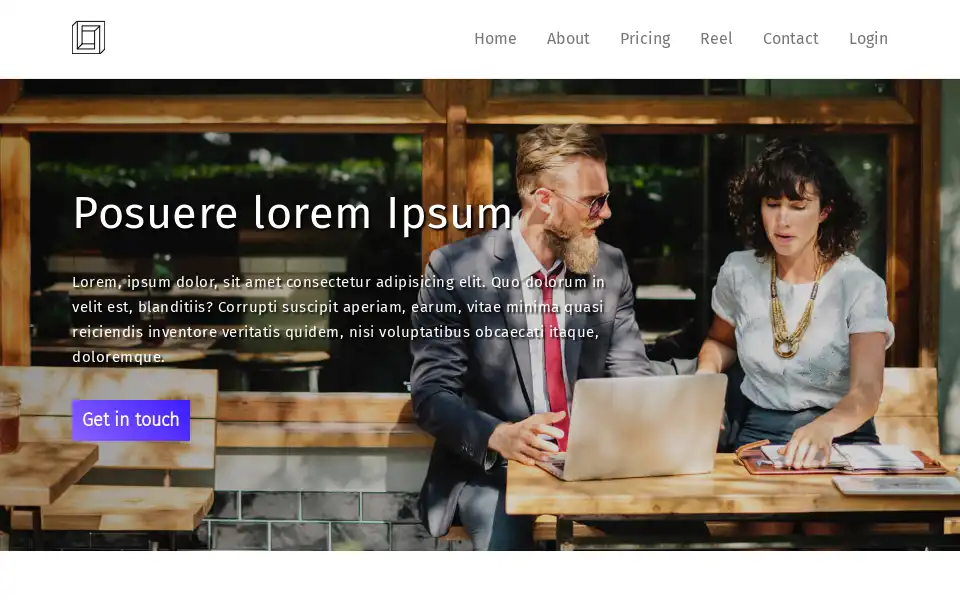 Home About Pricing Reel Contact Login
Posuere lorem Ipsum
Lorem, ipsum dolor, sit amet consectetur adipisicing elit. Quo dolorum in
velit est, blanditiis? Corrupti suscipit aperiam, earum, vitae minima quasi
reiciendis inventore veritatis quidem, nisi voluptatibus obcaecati itaque,
doloremque.
Get in touch